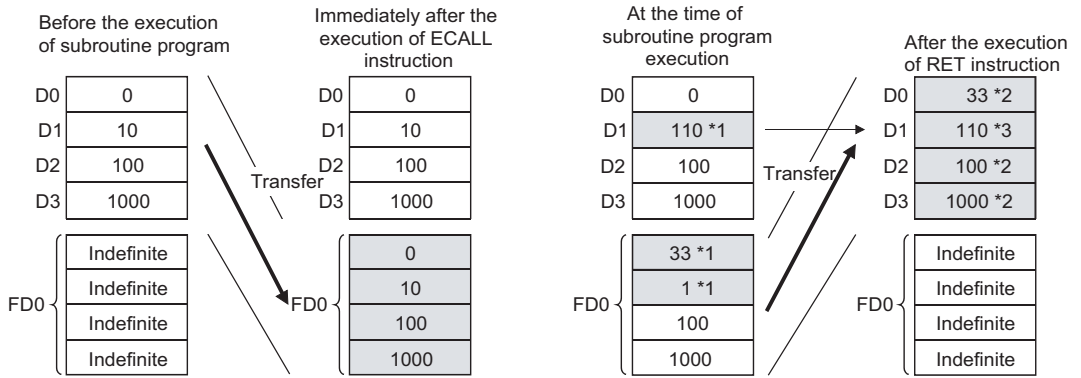 Before the execution
of subroutine program
D0 0
D1 10
D2 100
D3 1000
FD0
Indefinite
Indefinite
Indefinite
Indefinite
Transfer
Immediately after the
execution of ECALL
instruction
0
10
100
1000
FD0
0
10
100
1000
At the time of
subroutine program
execution
D0 0
D1 110 *1
D2 100
D3 1000
FD0
33 *1
1 *1
100
1000
Transfer
After the execution
of RET instruction
D0 33 *2
D1 110 *3
D2 100 *2
D3 1000 *2
FD0
Indefinite
Indefinite
Indefinite
Indefinite